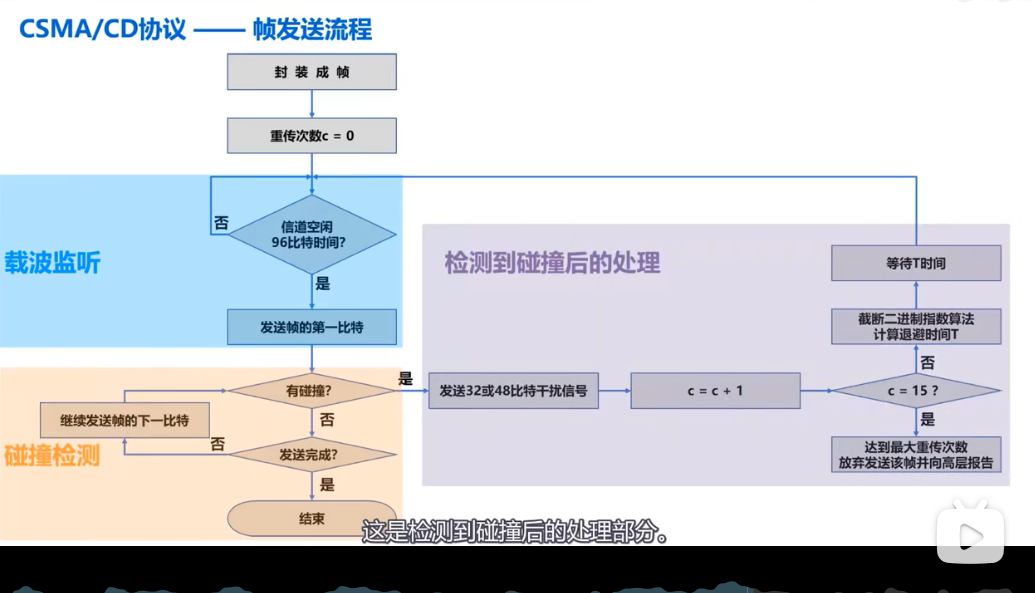 CSMA/CD协议 —— 帧发送流程
封 装 成 帧
重传次数c = 0
否
信道空闲
96比特时间?
载波监听
是
发送帧的第一比特
检测到碰撞后的处理
等待T时间
截断二进制指数算法
计算退避时间T
否
有碰撞?
是
发送32或48比特干扰信号
c = c + 1
c = 15 ?
继续发送帧的下一比特
否
是
碰撞检测
否
发送完成?
达到最大重传次数
放弃发送该帧并向高层报告
是
结束
这是检测到碰撞后的处理部分。